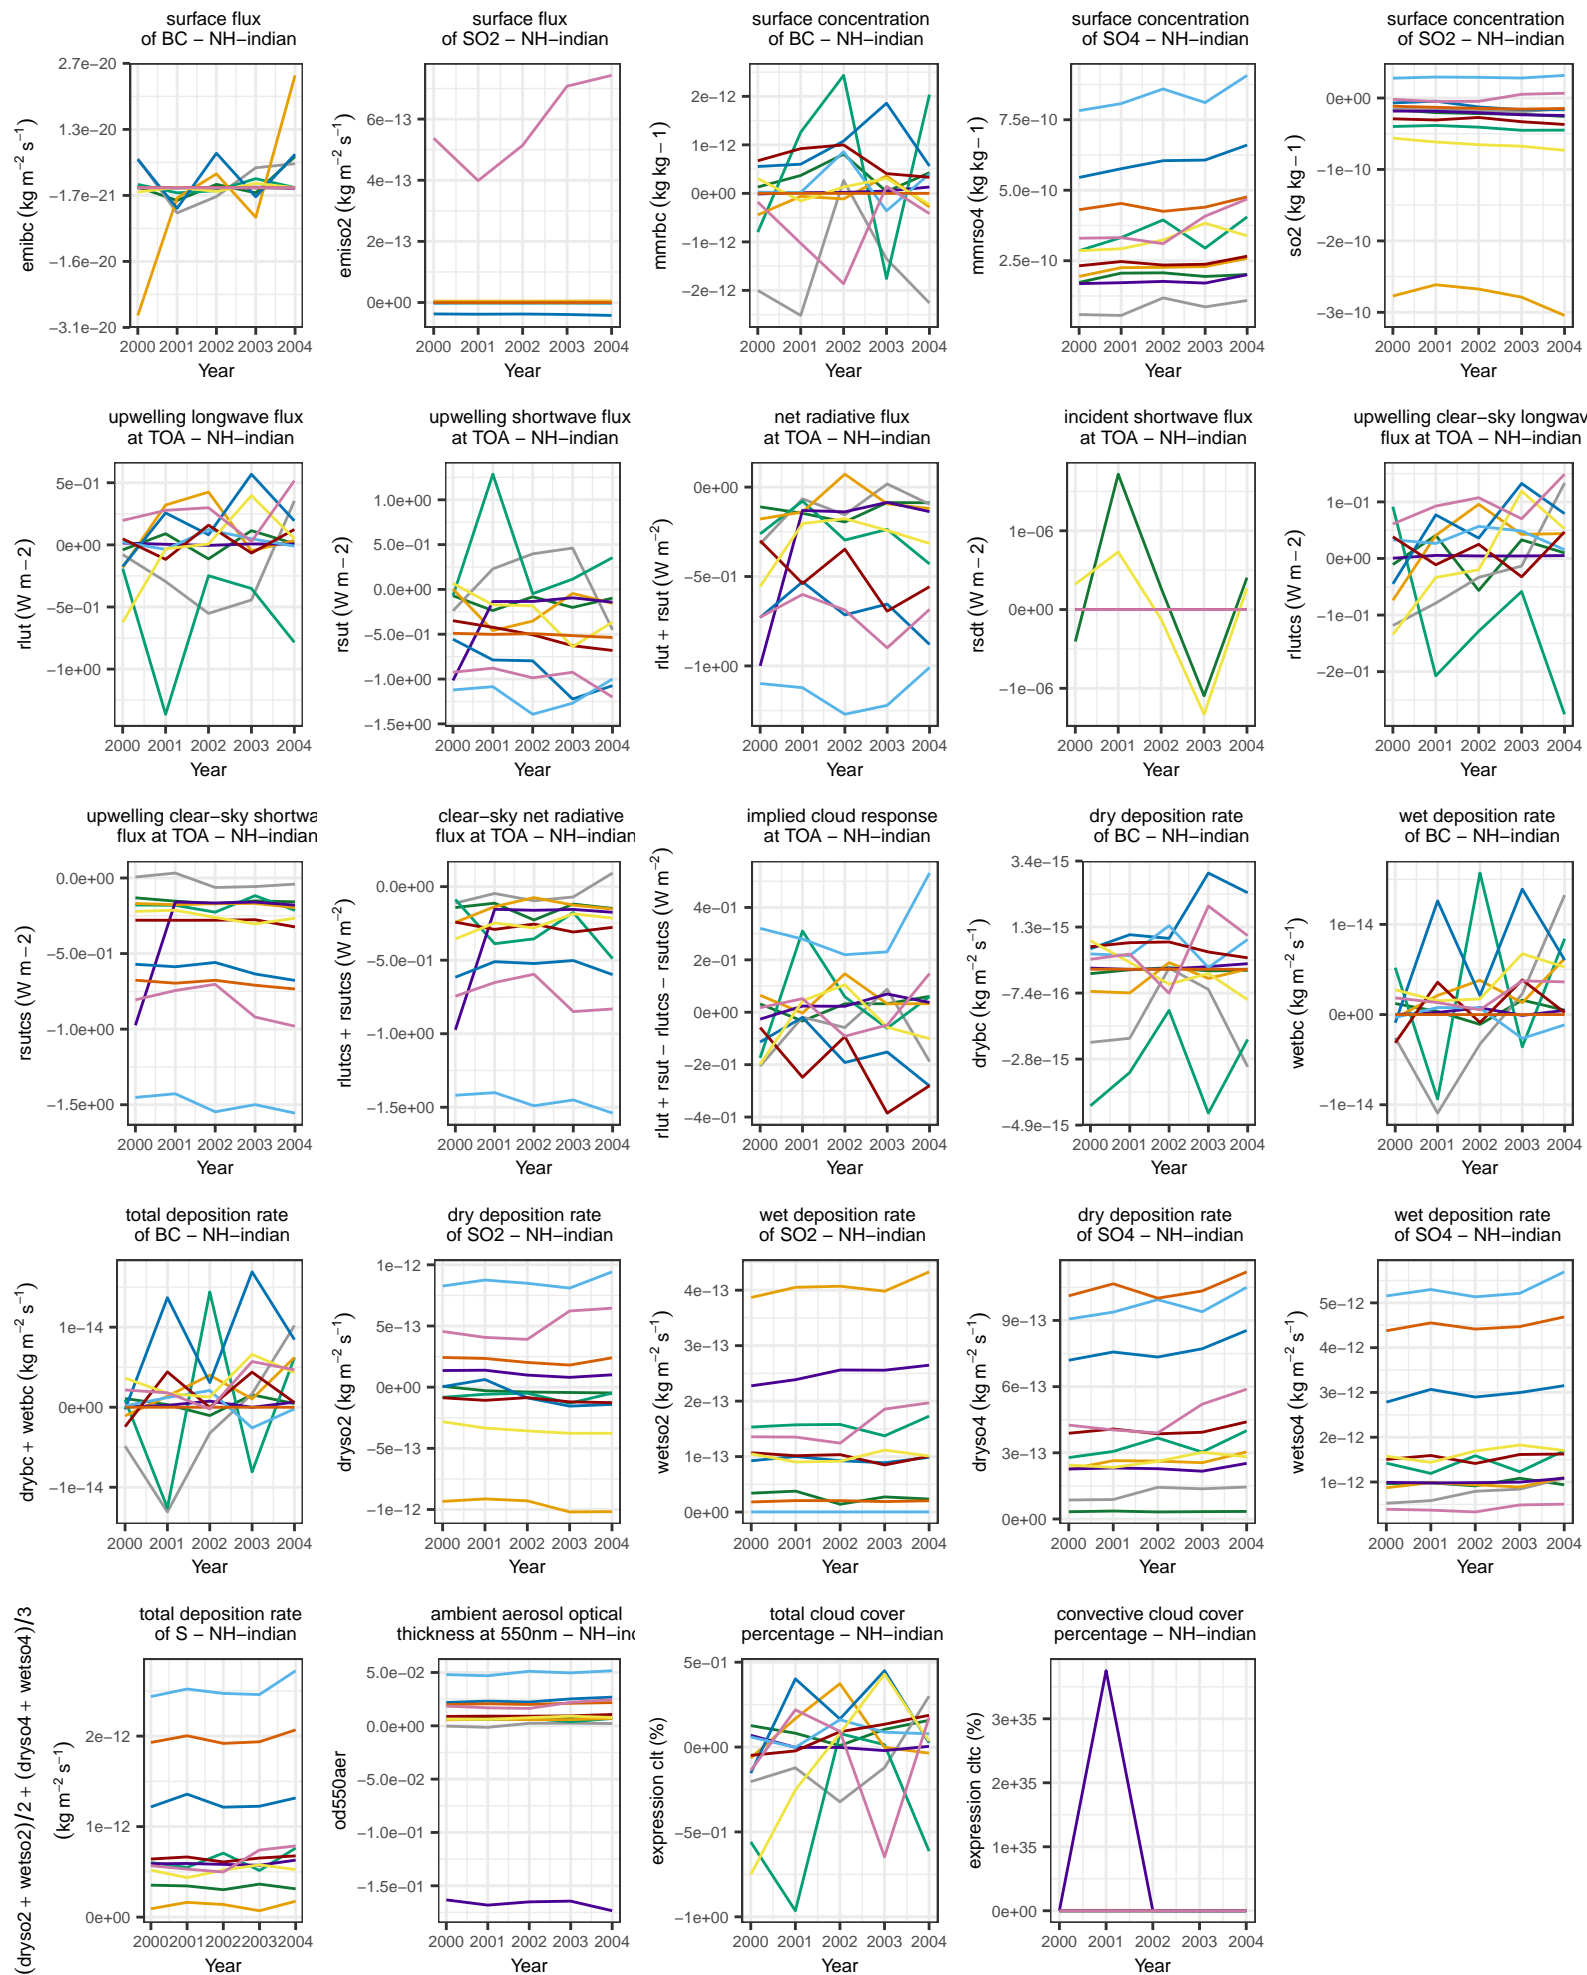 surface flux
of BC − NH−indian
surface flux
of SO2 − NH−indian
surface concentration
of BC − NH−indian
surface concentration
of SO4 − NH−indian
surface concentration
of SO2 − NH−indian
emibc (kg m−2 s−1)
2.7e−20
1.3e−20
−1.7e−21
−1.6e−20
−3.1e−20
2000 2001 2002 2003 2004
Year
emiso2 (kg m−2 s−1)
6e−13
4e−13
2e−13
0e+00
2000 2001 2002 2003 2004
Year
mmrbc (kg kg − 1)
2e−12
1e−12
0e+00
−1e−12
−2e−12
2000 2001 2002 2003 2004
Year
mmrso4 (kg kg − 1)
7.5e−10
5.0e−10
2.5e−10
2000 2001 2002 2003 2004
Year
so2 (kg kg − 1)
0e+00
−1e−10
−2e−10
−3e−10
2000 2001 2002 2003 2004
Year
upwelling longwave flux
at TOA − NH−indian
upwelling shortwave flux
at TOA − NH−indian
net radiative flux
at TOA − NH−indian
incident shortwave flux
at TOA − NH−indian
upwelling clear−sky longwav
flux at TOA − NH−indian
rlut (W m − 2)
5e−01
0e+00
−5e−01
−1e+00
2000 2001 2002 2003 2004
Year
rsut (W m − 2)
1.0e+00
5.0e−01
0.0e+00
−5.0e−01
−1.0e+00
−1.5e+00
2000 2001 2002 2003 2004
Year
rlut + rsut (W m−2)
0e+00
−5e−01
−1e+00
2000 2001 2002 2003 2004
Year
rsdt (W m − 2)
1e−06
0e+00
−1e−06
2000 2001 2002 2003 2004
Year
rlutcs (W m − 2)
1e−01
0e+00
−1e−01
−2e−01
2000 2001 2002 2003 2004
Year
upwelling clear−sky shortwa
flux at TOA − NH−indian
clear−sky net radiative
flux at TOA − NH−indian
implied cloud response
at TOA − NH−indian
dry deposition rate
of BC − NH−indian
wet deposition rate
of BC − NH−indian
rsutcs (W m − 2)
0.0e+00
−5.0e−01
−1.0e+00
−1.5e+00
2000 2001 2002 2003 2004
Year
rlutcs + rsutcs (W m−2)
0.0e+00
−5.0e−01
−1.0e+00
−1.5e+00
2000 2001 2002 2003 2004
Year
rlut + rsut − rlutcs − rsutcs (W m−2)
4e−01
2e−01
0e+00
−2e−01
−4e−01
2000 2001 2002 2003 2004
Year
drybc (kg m−2 s−1)
3.4e−15
1.3e−15
−7.4e−16
−2.8e−15
−4.9e−15
2000 2001 2002 2003 2004
Year
wetbc (kg m−2 s−1)
1e−14
0e+00
−1e−14
2000 2001 2002 2003 2004
Year
total deposition rate
of BC − NH−indian
dry deposition rate
of SO2 − NH−indian
wet deposition rate
of SO2 − NH−indian
dry deposition rate
of SO4 − NH−indian
wet deposition rate
of SO4 − NH−indian
drybc + wetbc (kg m−2 s−1)
1e−14
0e+00
−1e−14
2000 2001 2002 2003 2004
Year
dryso2 (kg m−2 s−1)
1e−12
5e−13
0e+00
−5e−13
−1e−12
2000 2001 2002 2003 2004
Year
wetso2 (kg m−2 s−1)
4e−13
3e−13
2e−13
1e−13
0e+00
2000 2001 2002 2003 2004
Year
dryso4 (kg m−2 s−1)
9e−13
6e−13
3e−13
0e+00
2000 2001 2002 2003 2004
Year
wetso4 (kg m−2 s−1)
5e−12
4e−12
3e−12
2e−12
1e−12
2000 2001 2002 2003 2004
Year
total deposition rate
of S − NH−indian
ambient aerosol optical
thickness at 550nm − NH−ind
total cloud cover
percentage − NH−indian
convective cloud cover
percentage − NH−indian
(dryso2 + wetso2)/2 + (dryso4 + wetso4)/3
(kg m−2 s−1)
2e−12
1e−12
0e+00
2000 2001 2002 2003 2004
Year
od550aer
5.0e−02
0.0e+00
−5.0e−02
−1.0e−01
−1.5e−01
2000 2001 2002 2003 2004
Year
expression clt (%)
5e−01
0e+00
−5e−01
−1e+00
2000 2001 2002 2003 2004
Year
expression cltc (%)
3e+35
2e+35
1e+35
0e+00
2000 2001 2002 2003 2004
Year